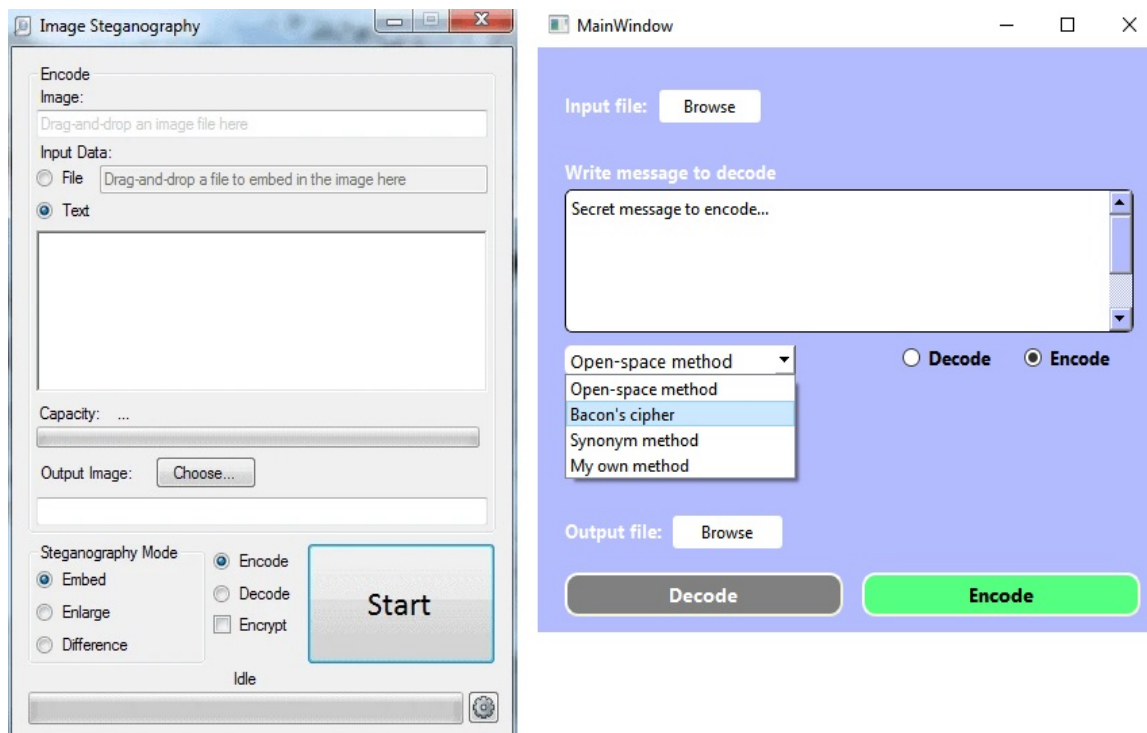 Image Steganography
Encode
Image:
Drag-and-drop an image file here
Input Data:
File Drag-and-drop a file to embed in the image here
Text
Capacity: ...
Output Image: Choose...
Steganography Mode
Embed
Enlarge
Difference
Encode
Decode
Encrypt
Start
Idle
MainWindow
Input file: Browse
Write message to decode
Secret message to encode...
Open-space method
Open-space method
Bacon's cipher
Synonym method
My own method
Decode Encode
Output file: Browse
Decode Encode